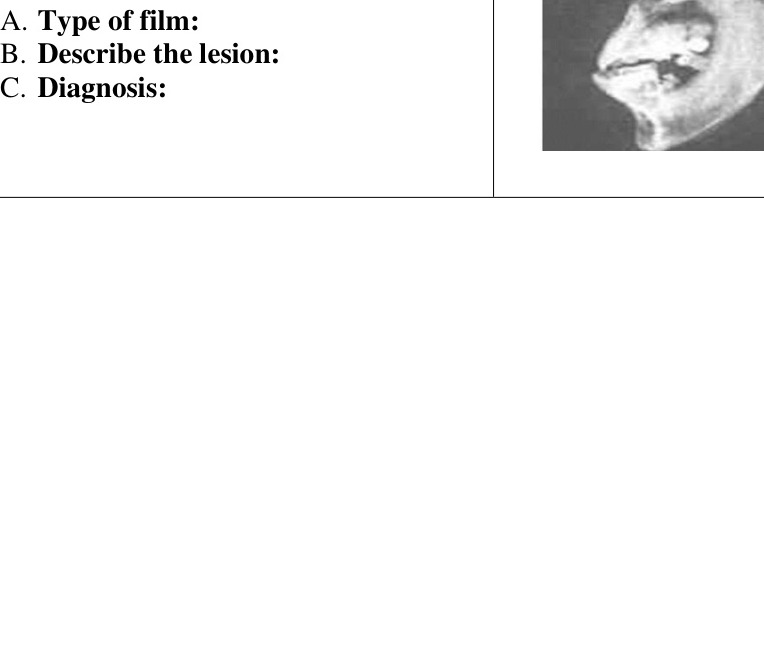 A. Type of film:
B. Describe the lesion:
C. Diagnosis: